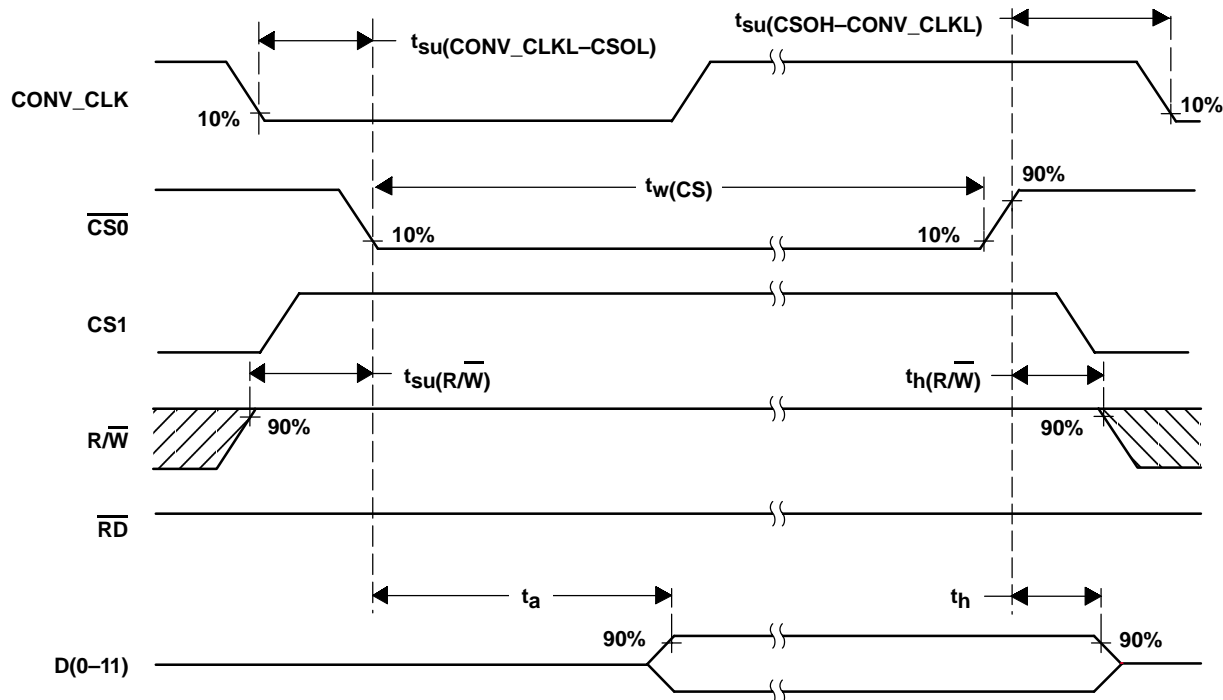 tsu(CONV_CLKL–CSOL)
tsu(CSOH–CONV_CLKL)
CONV_CLK
10%
10%
tw(CS)
90%
CS0
10%
10%
CS1
tsu(R/W)
th(R/W)
R/W
90%
90%
RD
ta
th
90%
90%
D(0–11)